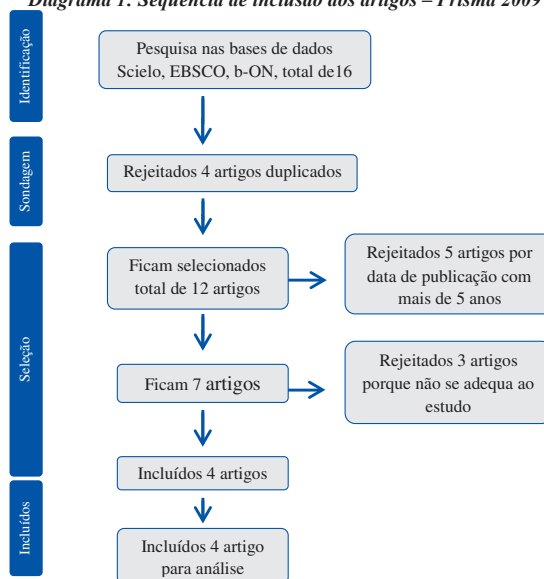 Diagrama 1: Sequência de inclusão dos artigos – Prisma 2009
Identificação
Pesquisa nas bases de dados
Scielo, EBSCO, b-ON, total de16
Sondagem
Rejeitados 4 artigos duplicados
Seleção
Ficam selecionados
total de 12 artigos
Rejeitados 5 artigos por
data de publicação com
mais de 5 anos
Ficam 7 artigos
Rejeitados 3 artigos
porque não se adequa ao
estudo
Incluídos 4 artigos
Incluídos
Incluídos 4 artigo
para análise